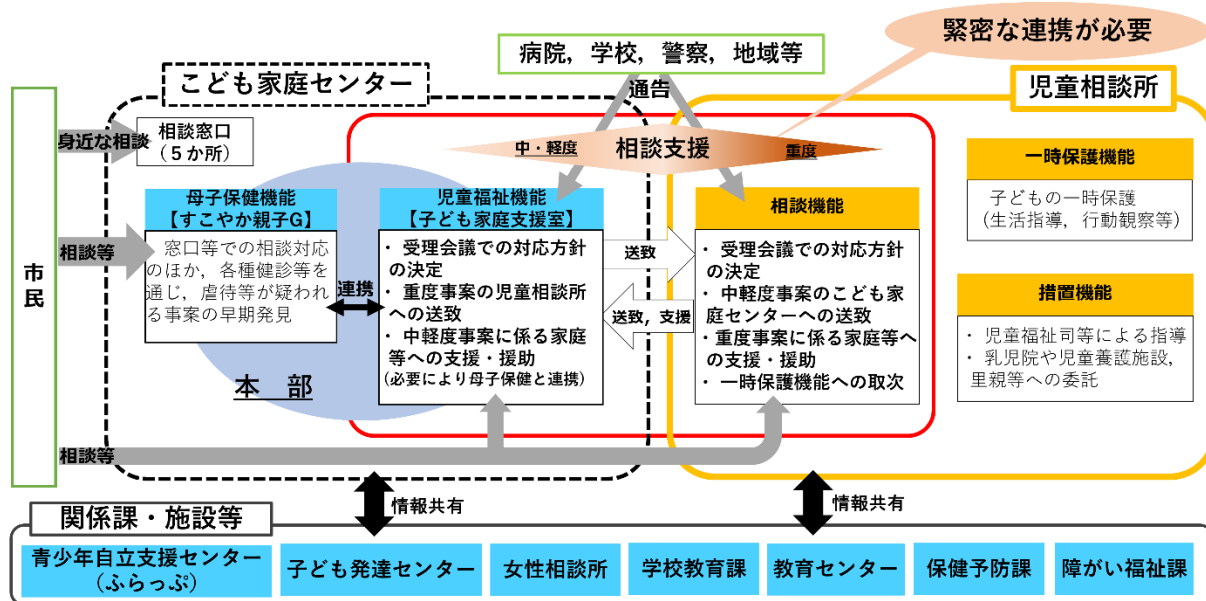 緊密な連携が必要
病院，学校，警察，地域等
通告
こども家庭センター
児童相談所
市民
身近な相談
相談窓口
（５か所）
中・軽度
相談支援
重度
母子保健機能
【すこやか親子G】
窓口等での相談対応
のほか，各種健診等を
通じ，虐待等が疑われ
る事案の早期発見
相談等
連携
児童福祉機能
【子ども家庭支援室】
・ 受理会議での対応方針
の決定
・ 重度事案の児童相談所
への送致
・ 中軽度事案に係る家庭
等への支援・援助
(必要により母子保健と連携)
本 部
送致
送致，支援
相談機能
・ 受理会議での対応方針
の決定
・ 中軽度事案のこども家
庭センターへの送致
・重度事案に係る家庭等へ
の支援・援助
・ 一時保護機能への取次
一時保護機能
子どもの一時保護
(生活指導，行動観察等)
措置機能
・ 児童福祉司等による指導
・ 乳児院や児童養護施設，
里親等への委託
相談等
情報共有
情報共有
関係課・施設等
青少年自立支援センター
（ふらっぷ）
子ども発達センター
女性相談所
学校教育課
教育センター
保健予防課
障がい福祉課